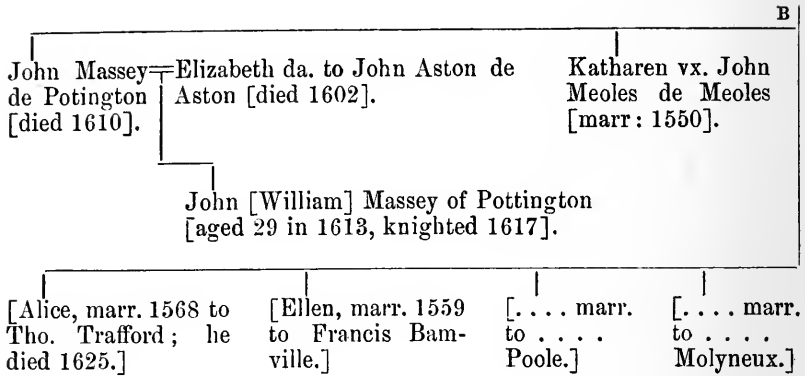 B
John Massey=Elizabeth da. to John Aston de
de Potington Aston [died 1602].
[died 1610].
Katharen vx. John
Meoles de Meoles
[marr: 1550].
John [William] Massey of Pottington
[aged 29 in 1613, knighted 1617].
[Alice, marr. 1568 to
Tho. Trafford; he
died 1625.]
[Ellen, marr. 1559
to Francis Bam-
ville.]
[. . . . marr.
to . . . .
Poole.]
[. . . . marr.
to . . . .
Molyneux.]